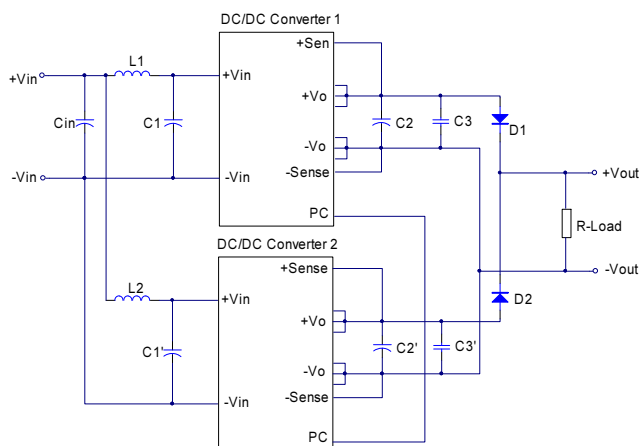 DC/DC Converter 1
+Sen
L1
+Vin
+Vin
+Vo
Cin
C1
C2
C3
D1
-Vo
-Vin
-Vin
-Sense
+Vout
PC
R-Load
DC/DC Converter 2
+Sense
-Vout
L2
+Vin
D2
+Vo
C1'
C2'
C3'
-Vo
-Vin
-Sense
PC